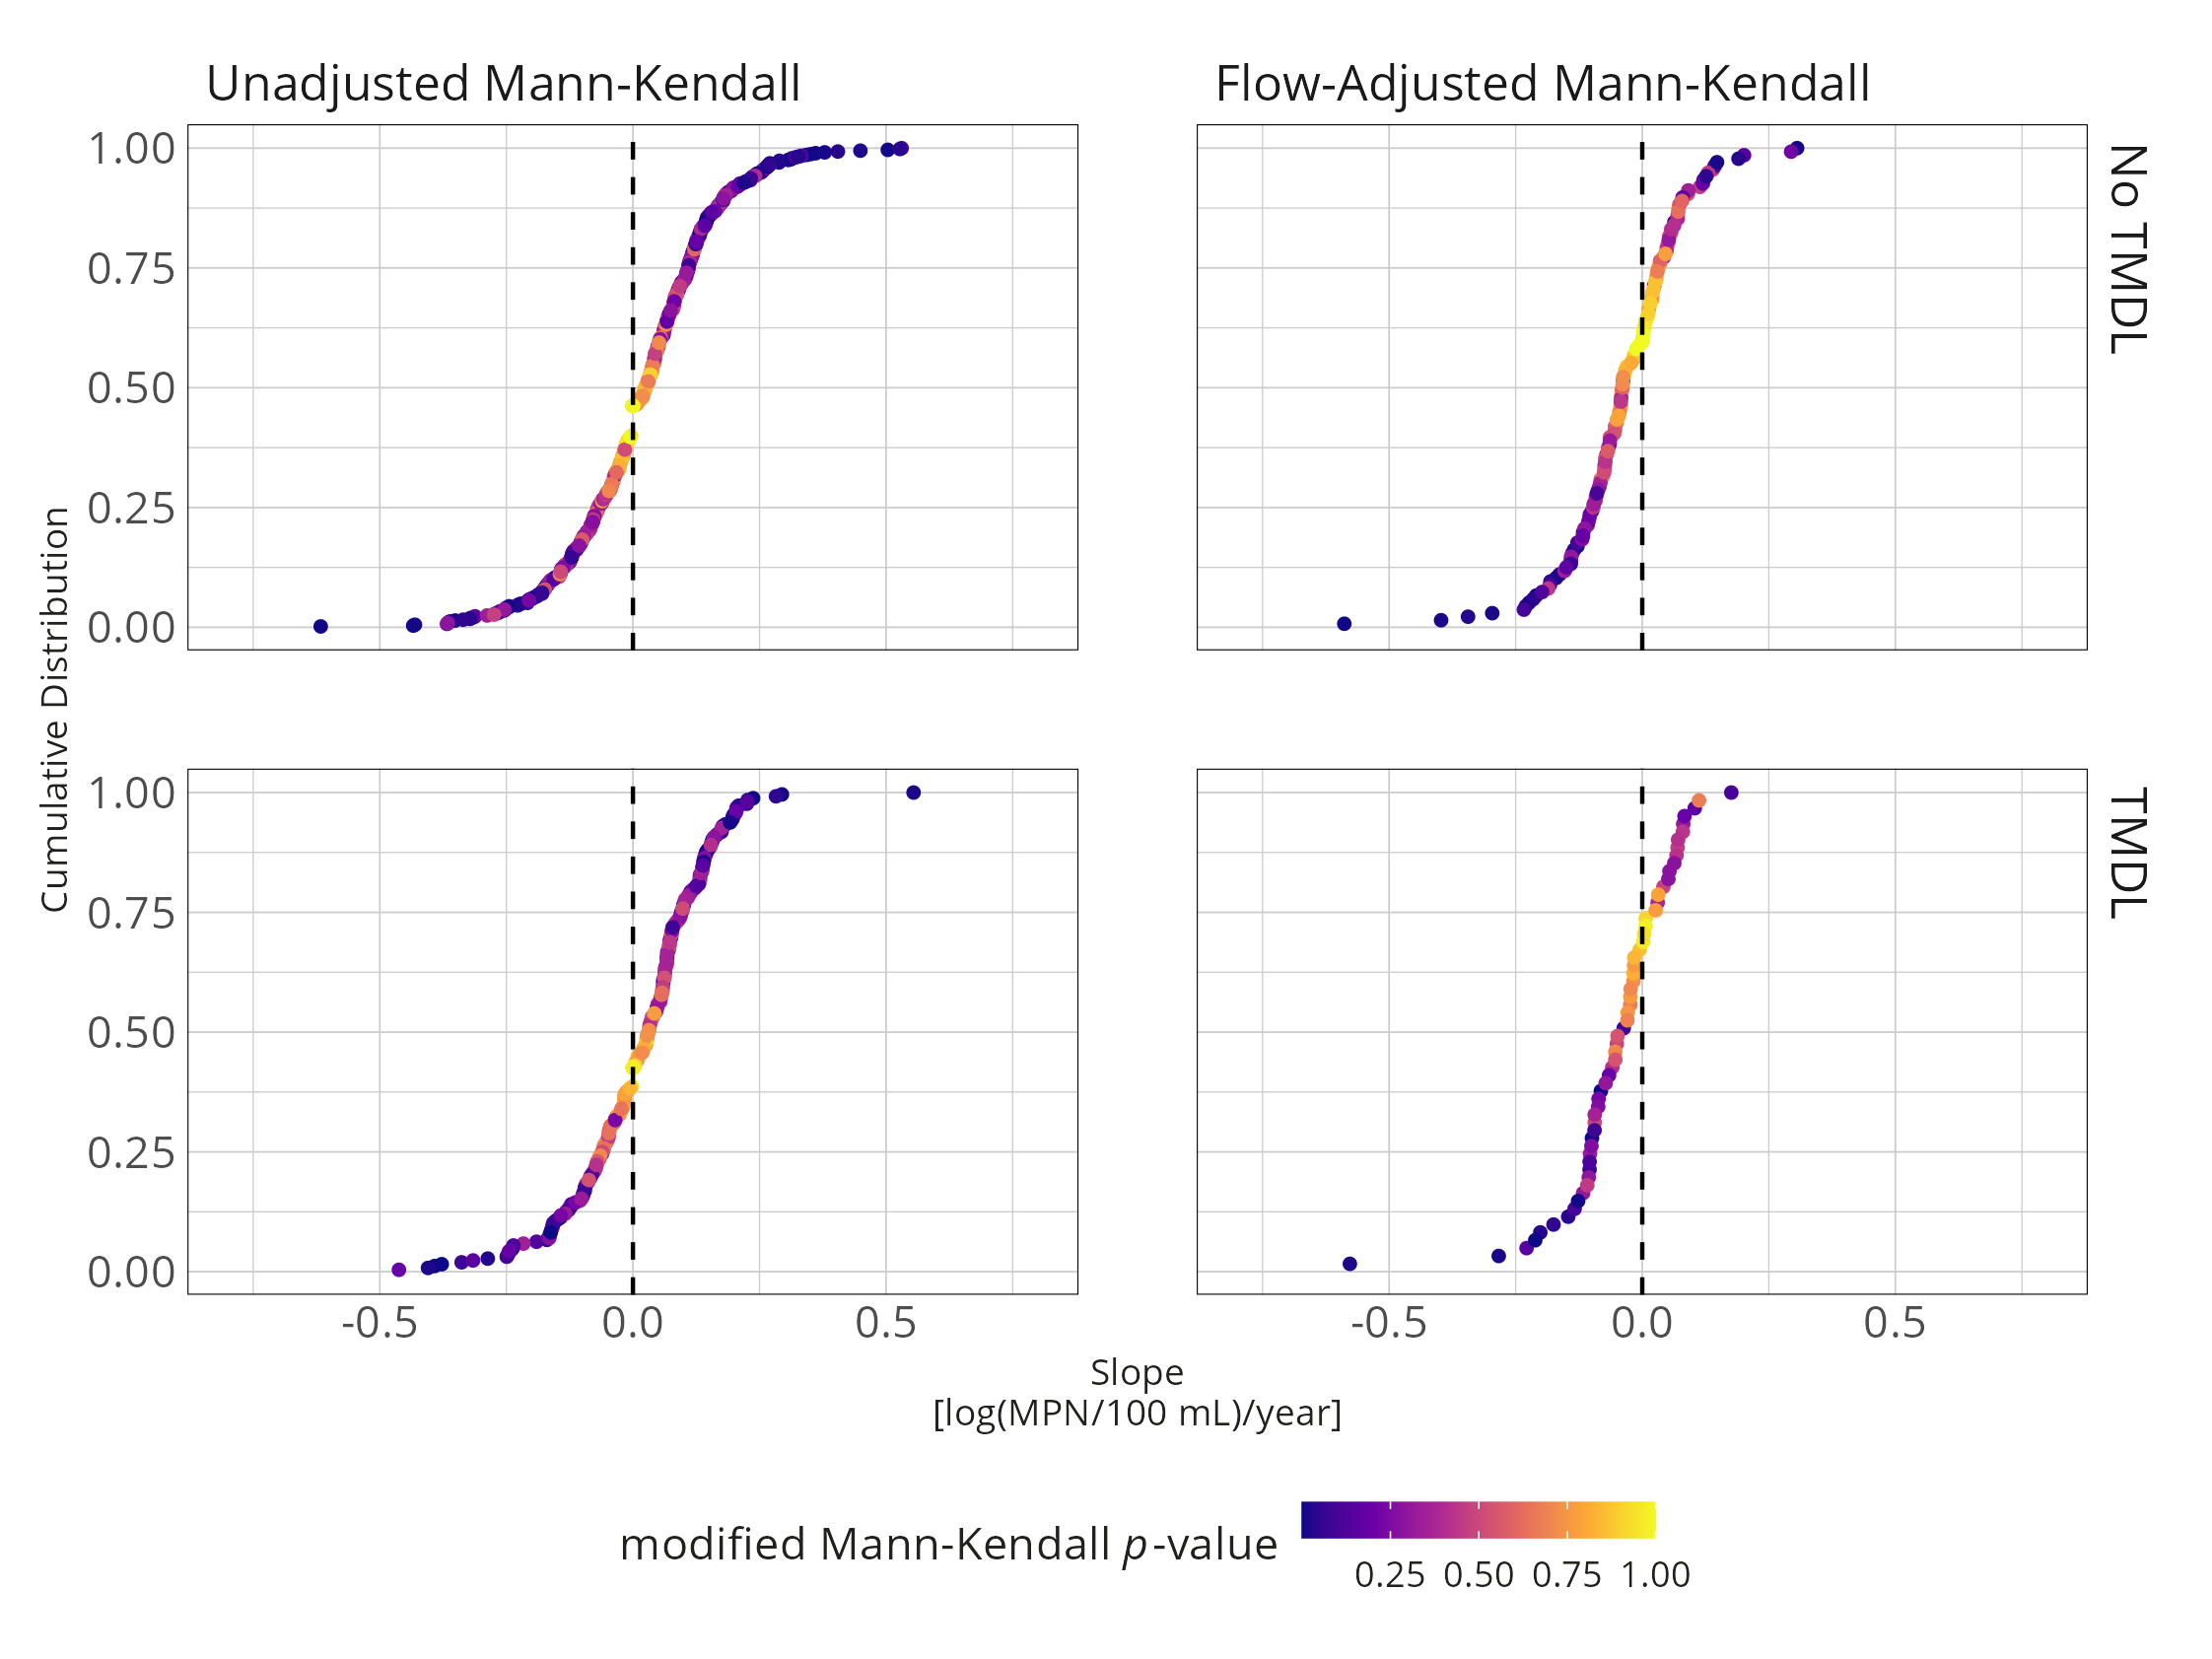 Unadjusted Mann-Kendall
Flow-Adjusted Mann-Kendall
1.00
0.75
0.50
0.25
0.00
No TMDL
Cumulative Distribution
1.00
0.75
0.50
0.25
0.00
TMDL
-0.5 0.0 0.5
-0.5 0.0 0.5
Slope
[log(MPN/100 mL)/year]
modified Mann-Kendall p-value
0.25 0.50 0.75 1.00